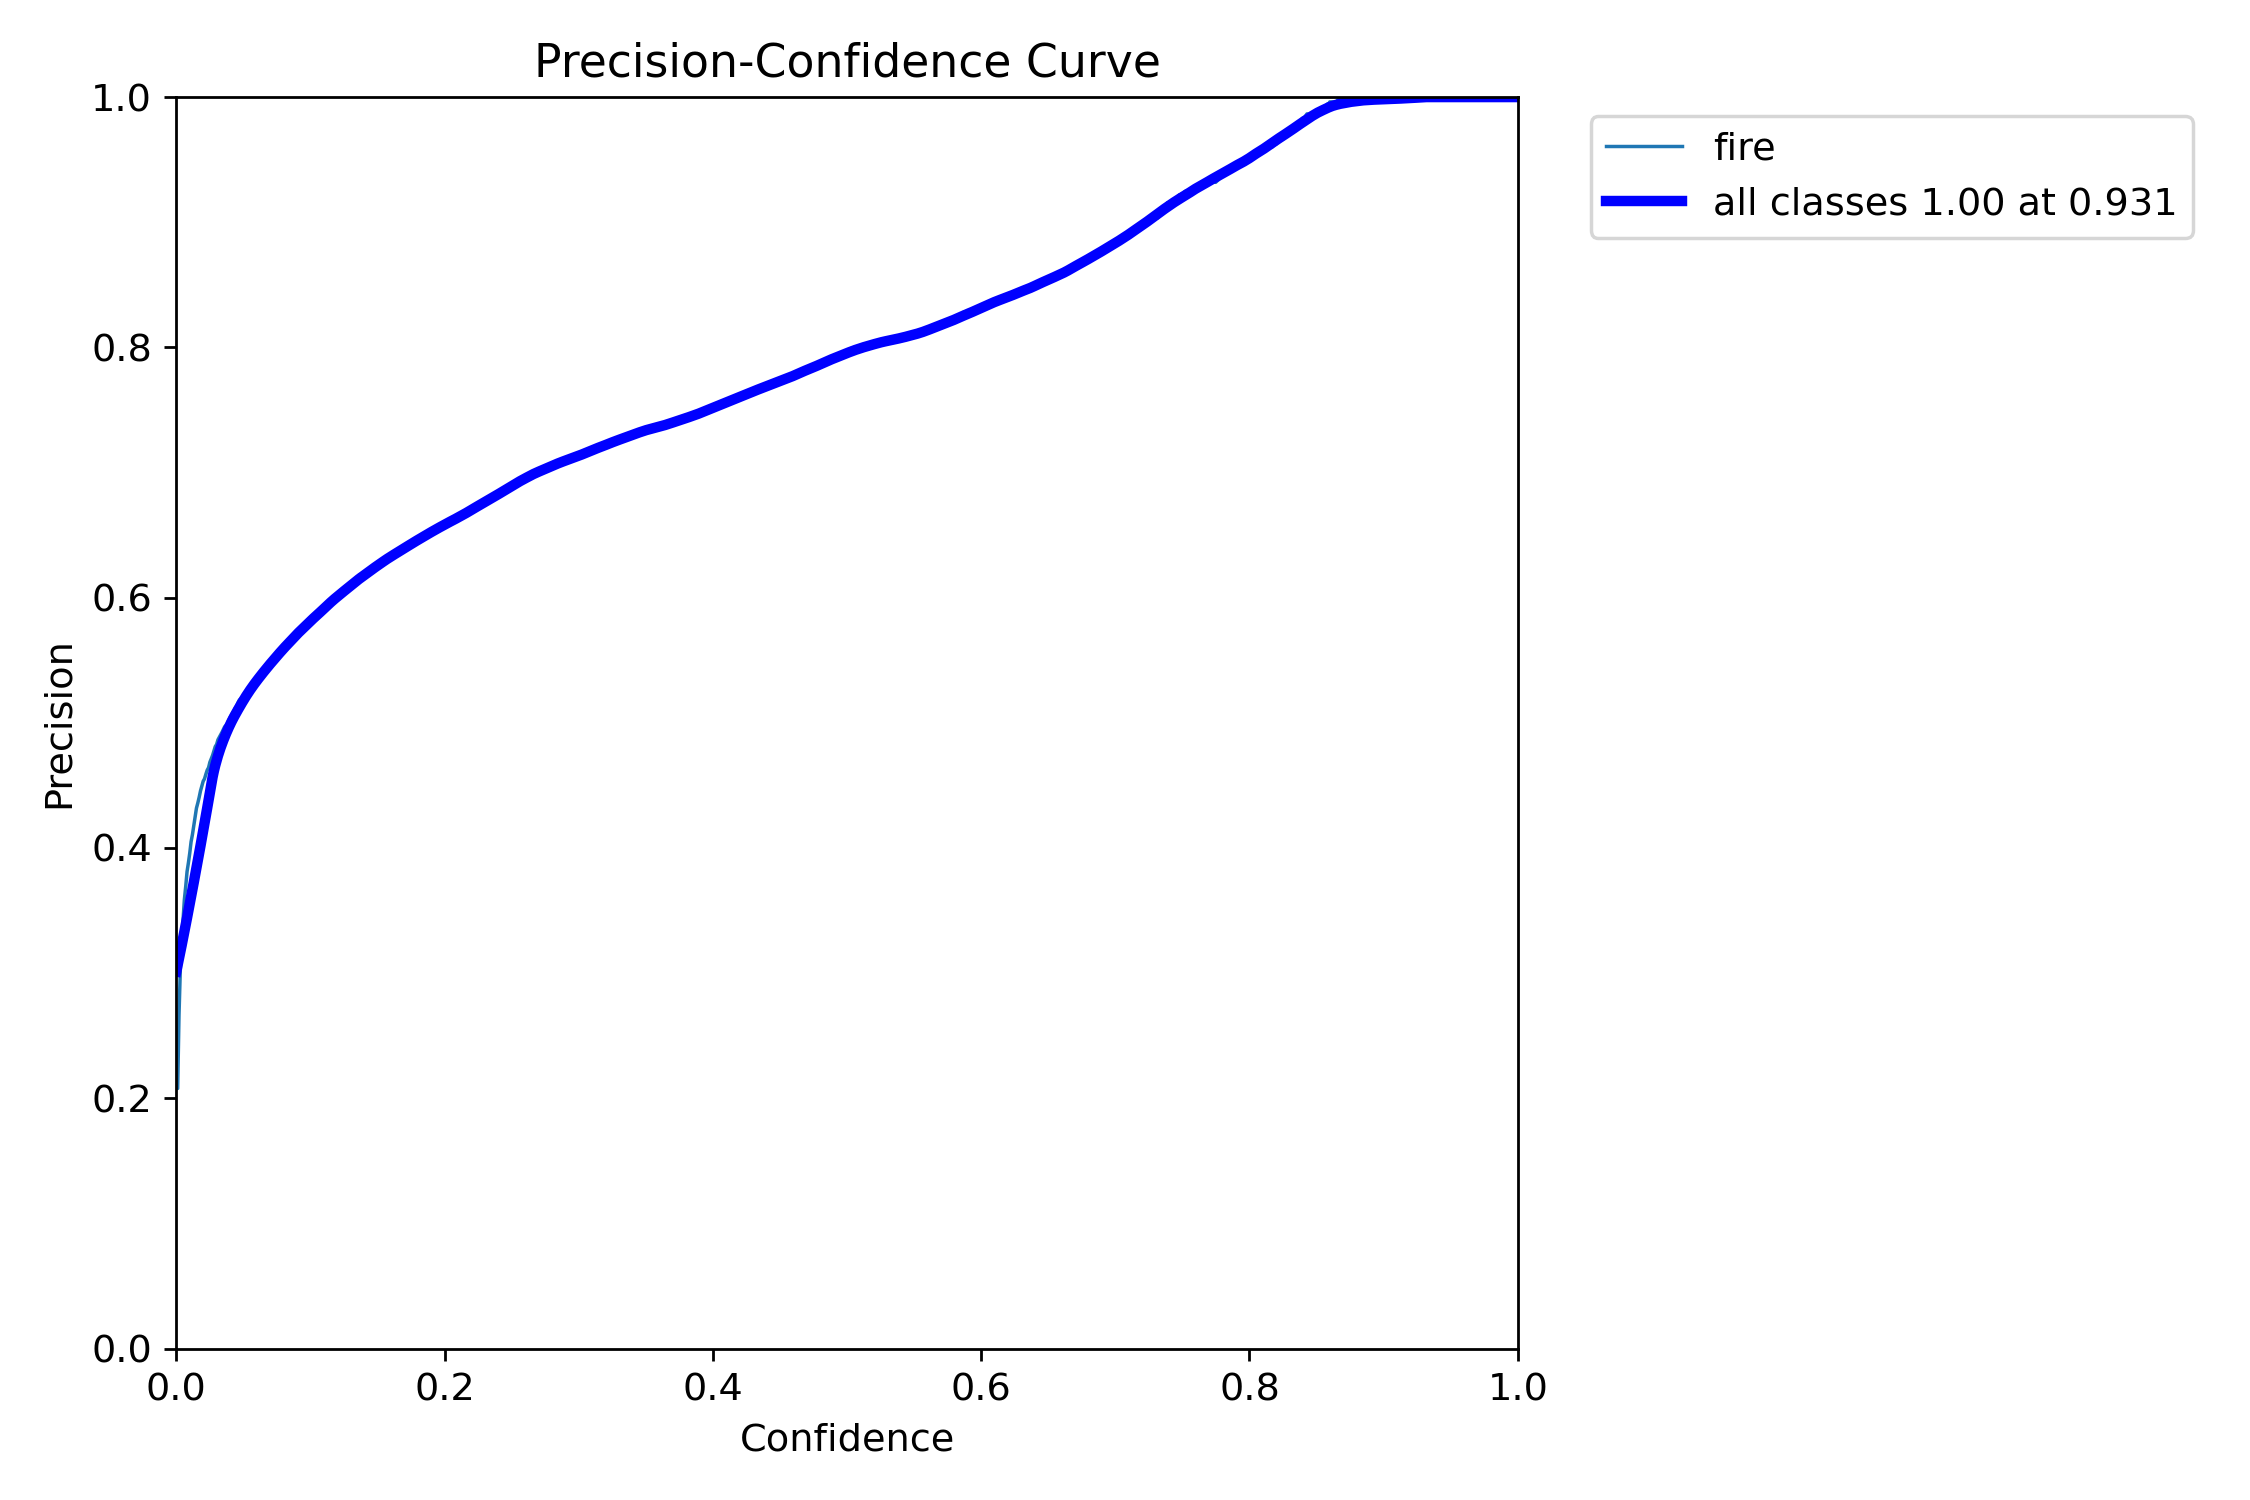 Precision-Confidence Curve
1.0
0.8
0.6
0.4
0.2
0.0
Precision
0.0 0.2 0.4 0.6 0.8 1.0
Confidence
fire
all classes 1.00 at 0.931